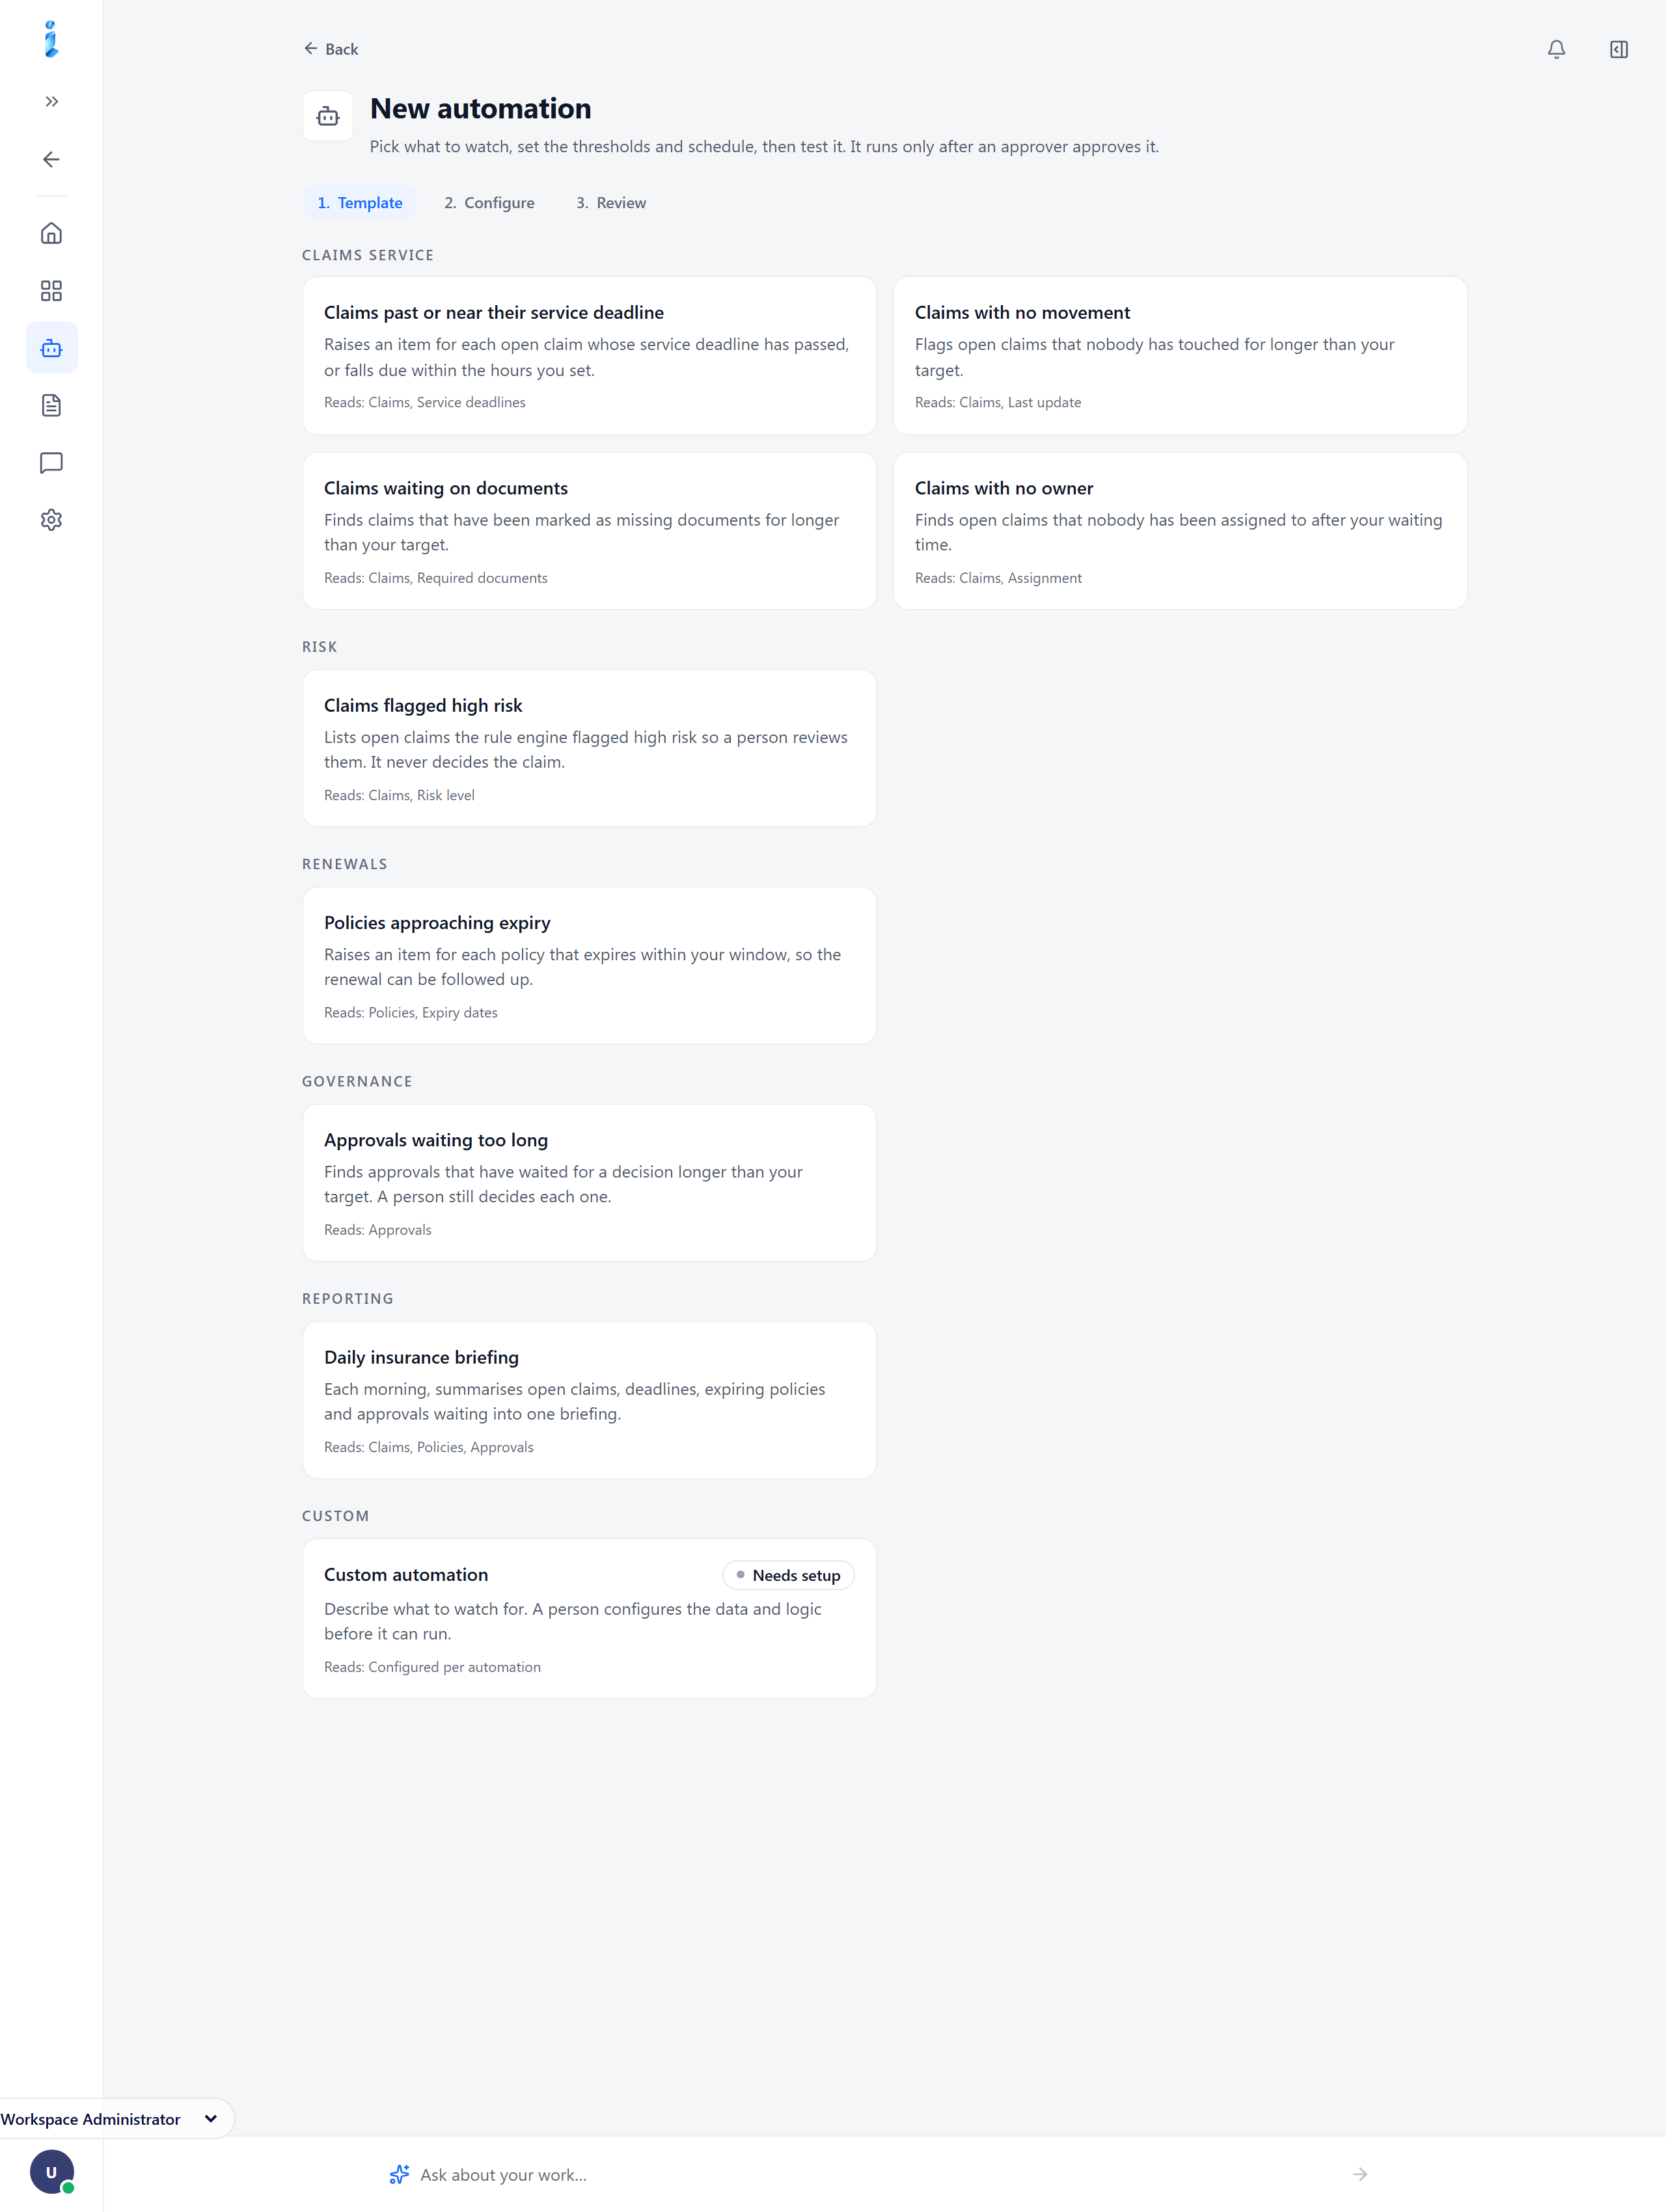 Back
New automation
Pick what to watch, set the thresholds and schedule, then test it. It runs only after an approver approves it.
1. Template
2. Configure
3. Review
CLAIMS SERVICE
Claims past or near their service deadline
Raises an item for each open claim whose service deadline has passed,
or falls due within the hours you set.
Reads: Claims, Service deadlines
Claims with no movement
Flags open claims that nobody has touched for longer than your
target.
Reads: Claims, Last update
Claims waiting on documents
Finds claims that have been marked as missing documents for longer
than your target.
Reads: Claims, Required documents
Claims with no owner
Finds open claims that nobody has been assigned to after your waiting
time.
Reads: Claims, Assignment
RISK
Claims flagged high risk
Lists open claims the rule engine flagged high risk so a person reviews
them. It never decides the claim.
Reads: Claims, Risk level
RENEWALS
Policies approaching expiry
Raises an item for each policy that expires within your window, so the
renewal can be followed up.
Reads: Policies, Expiry dates
GOVERNANCE
Approvals waiting too long
Finds approvals that have waited for a decision longer than your
target. A person still decides each one.
Reads: Approvals
REPORTING
Daily insurance briefing
Each morning, summarises open claims, deadlines, expiring policies
and approvals waiting into one briefing.
Reads: Claims, Policies, Approvals
CUSTOM
Custom automation
Needs setup
Describe what to watch for. A person configures the data and logic
before it can run.
Reads: Configured per automation
Workspace Administrator
U
Ask about your work...